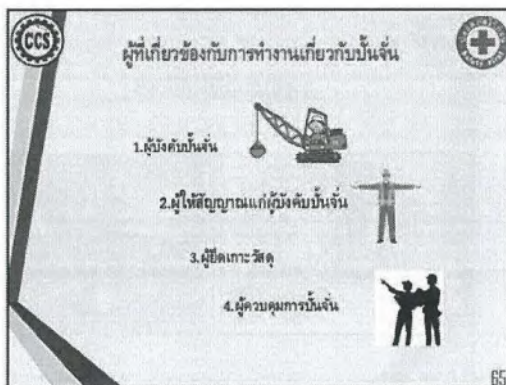 CCS
ผู้ที่เกี่ยวข้องกับการทำงานเกี่ยวกับปั้นจั่น
1.ผู้บังคับปั้นจั่น
2.ผู้ให้สัญญาณแก่ผู้บังคับปั้นจั่น
3.ผู้ยึดเกาะวัสดุ
4.ผู้ควบคุมการปั้นจั่น
65